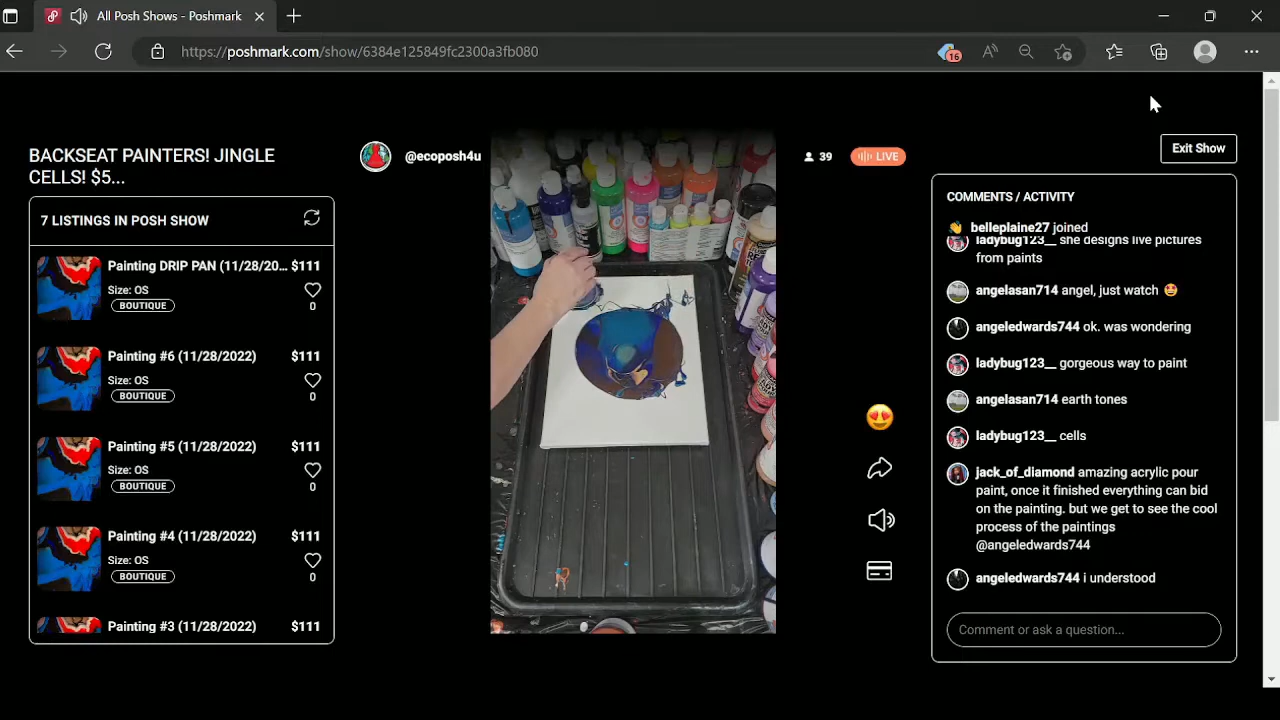 All Posh Shows - Poshmark
https://poshmark.com/show/6384e125849fc2300a3fb080
16
BACKSEAT PAINTERS! JINGLE
CELLS! $5...
@ecoposh4u
39
LIVE
Exit Show
7 LISTINGS IN POSH SHOW
Painting DRIP PAN (11/28/20... $111
Size: OS
BOUTIQUE
0
Painting #6 (11/28/2022) $111
Size: OS
BOUTIQUE
0
Painting #5 (11/28/2022) $111
Size: OS
BOUTIQUE
0
Painting #4 (11/28/2022) $111
Size: OS
BOUTIQUE
0
Painting #3 (11/28/2022) $111
COMMENTS / ACTIVITY
👋 belleplaine27 joined
ladybug123__ she designs live pictures
from paints
angelasan714 angel, just watch 🤩
angeledwards744 ok. was wondering
ladybug123__ gorgeous way to paint
angelasan714 earth tones
ladybug123__ cells
jack_of_diamond amazing acrylic pour
paint, once it finished everything can bid
on the painting. but we get to see the cool
process of the paintings
@angeledwards744
angeledwards744 i understood
Comment or ask a question...